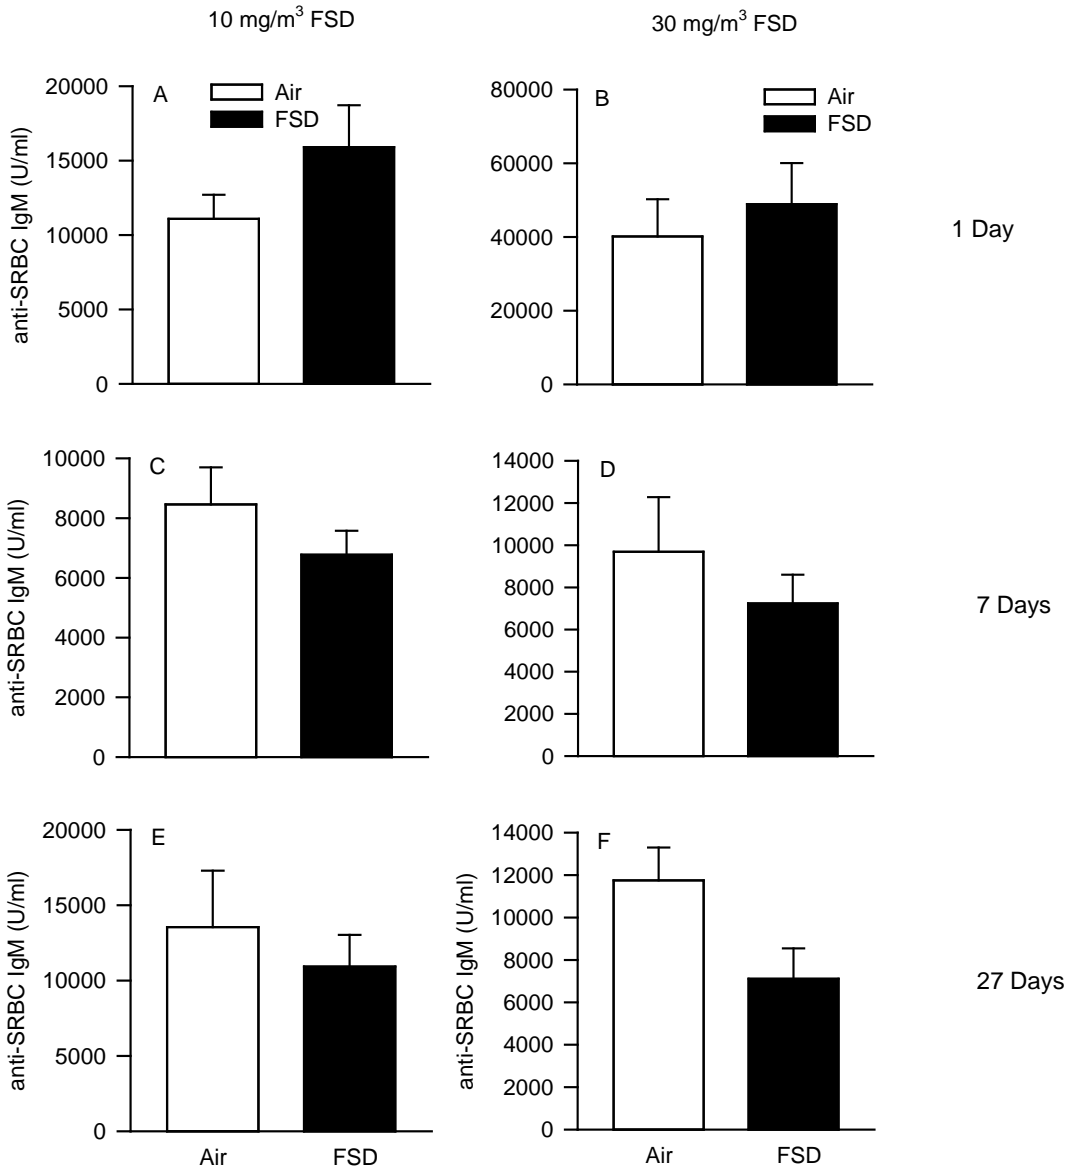 10 mg/m³ FSD
30 mg/m³ FSD
A
Air
FSD
20000
15000
10000
5000
0
anti-SRBC IgM (U/ml)
B
Air
FSD
80000
60000
40000
20000
0
1 Day
C
10000
8000
6000
4000
2000
0
anti-SRBC IgM (U/ml)
D
14000
12000
10000
8000
6000
4000
2000
0
7 Days
E
20000
15000
10000
5000
0
anti-SRBC IgM (U/ml)
Air
FSD
F
14000
12000
10000
8000
6000
4000
2000
0
anti-SRBC IgM (U/ml)
Air
FSD
27 Days